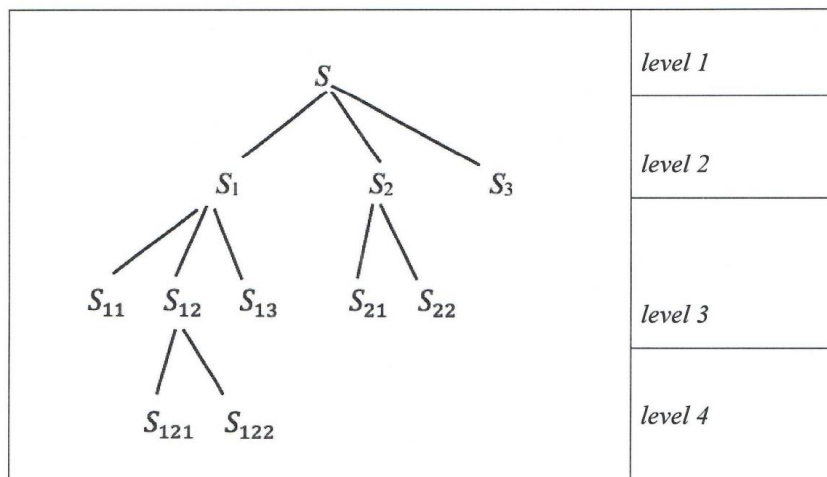 S
level 1
S₁ S₂ S₃
level 2
S₁₁ S₁₂ S₁₃ S₂₁ S₂₂
level 3
S₁₂₁ S₁₂₂
level 4